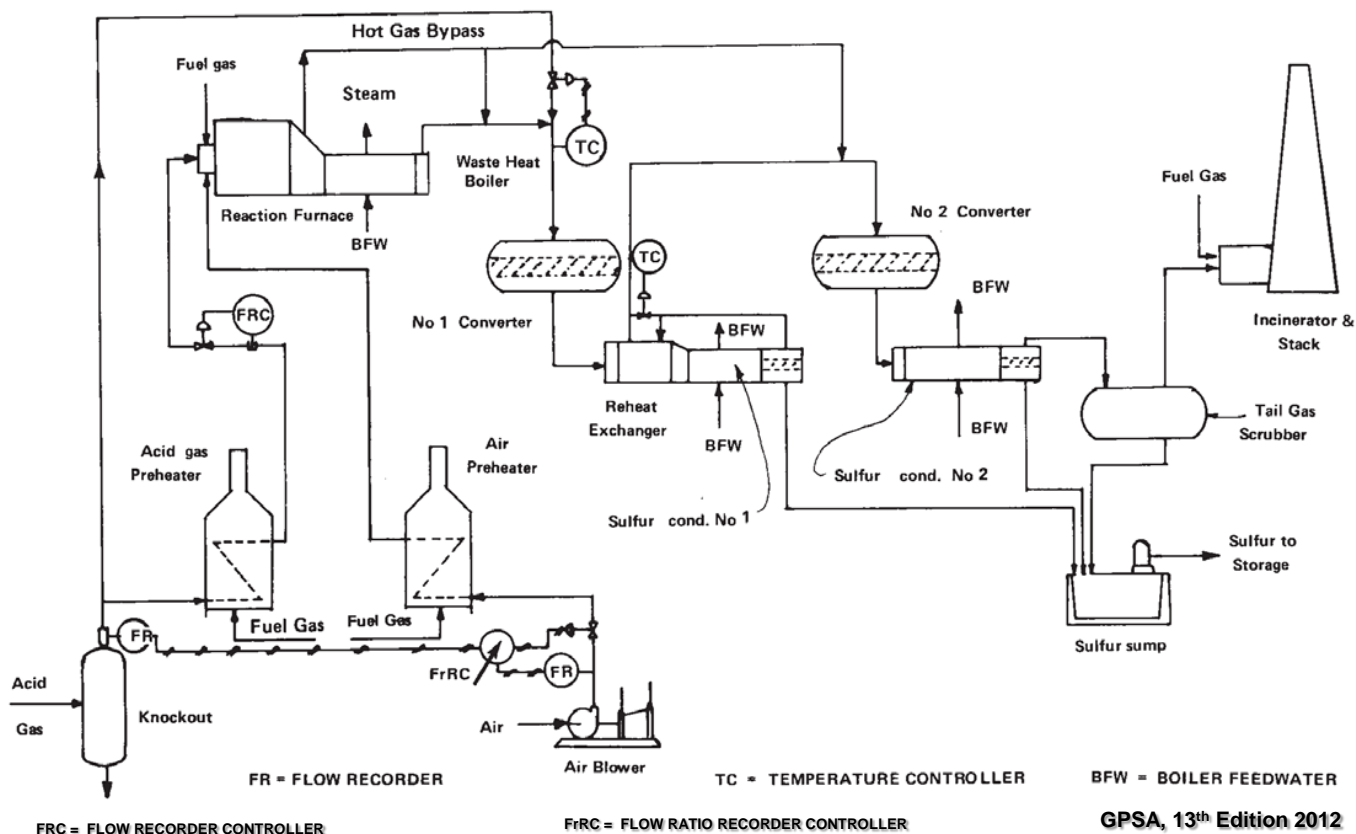 Hot Gas Bypass
Fuel gas
Steam
TC
Waste Heat
Boiler
Reaction Furnace
BFW
Fuel Gas
No 2 Converter
TC
BFW
FRC
No 1 Converter
BFW
Incinerator &
Stack
Reheat
Exchanger
BFW
BFW
Tail Gas
Scrubber
Acid gas
Preheater
Air
Preheater
Sulfur cond. No 2
Sulfur cond. No 1
Sulfur to
Storage
Fuel Gas
Fuel Gas
FR
Sulfur sump
FrRC
FR
Acid
Gas
Knockout
Air
Air Blower
FR = FLOW RECORDER
TC = TEMPERATURE CONTROLLER
BFW = BOILER FEEDWATER
FRC = FLOW RECORDER CONTROLLER
FrRC = FLOW RATIO RECORDER CONTROLLER
GPSA, 13th Edition 2012